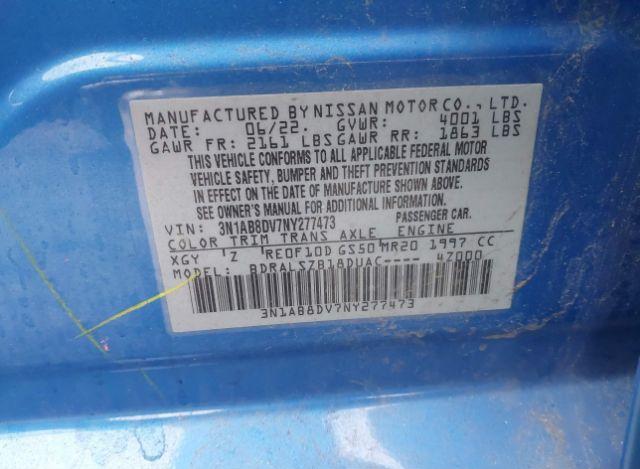 MANUFACTURED BY NISSAN MOTOR CO., LTD.
DATE: 06/22. GVWR: 4001 LBS
GAWR FR: 2161 LBS GAWR RR: 1863 LBS
THIS VEHICLE CONFORMS TO ALL APPLICABLE FEDERAL MOTOR
VEHICLE SAFETY, BUMPER AND THEFT PREVENTION STANDARDS
IN EFFECT ON THE DATE OF MANUFACTURE SHOWN ABOVE.
SEE OWNER'S MANUAL FOR ADDITIONAL INFORMATION.
VIN: 3N1AB8DV7NY277473 PASSENGER CAR.
COLOR TRIM TRANS AXLE ENGINE
XGY Z RE0F10D GS50 MR20 1997 CC
MODEL: BDRALSZB18DUAC---- 47000
3N1AB8DV7NY277473